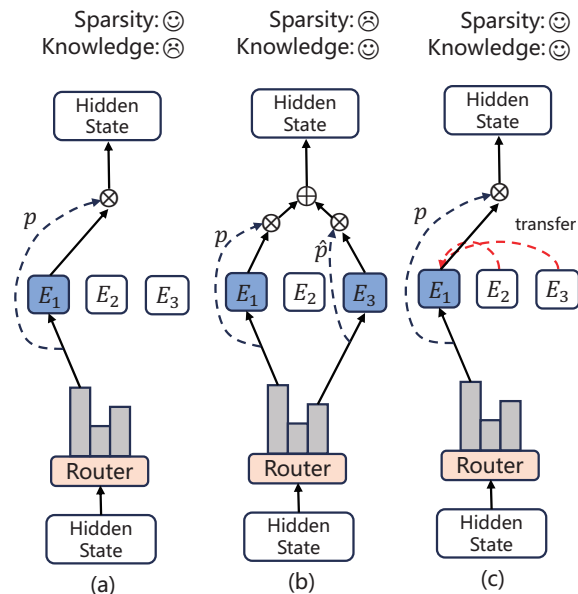 Sparsity:☺
Knowledge:☹
Hidden
State
⊗
p
E₁ E₂ E₃
Router
Hidden
State
(a)
Sparsity:☹
Knowledge:☺
Hidden
State
⊕
⊗ ⊗
p p̂
E₁ E₂ E₃
Router
Hidden
State
(b)
Sparsity:☺
Knowledge:☺
Hidden
State
⊗
p
transfer
E₁ E₂ E₃
Router
Hidden
State
(c)